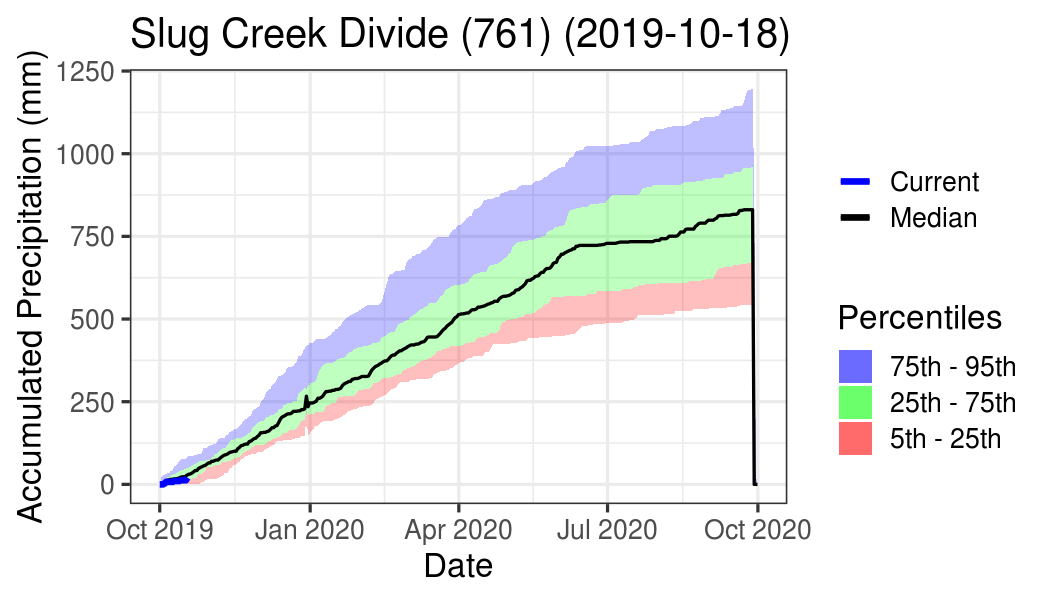 Slug Creek Divide (761) (2019-10-18)
Accumulated Precipitation (mm)
1250
1000
750
500
250
0
Oct 2019
Jan 2020
Apr 2020
Jul 2020
Oct 2020
Date
Current
Median
Percentiles
75th - 95th
25th - 75th
5th - 25th